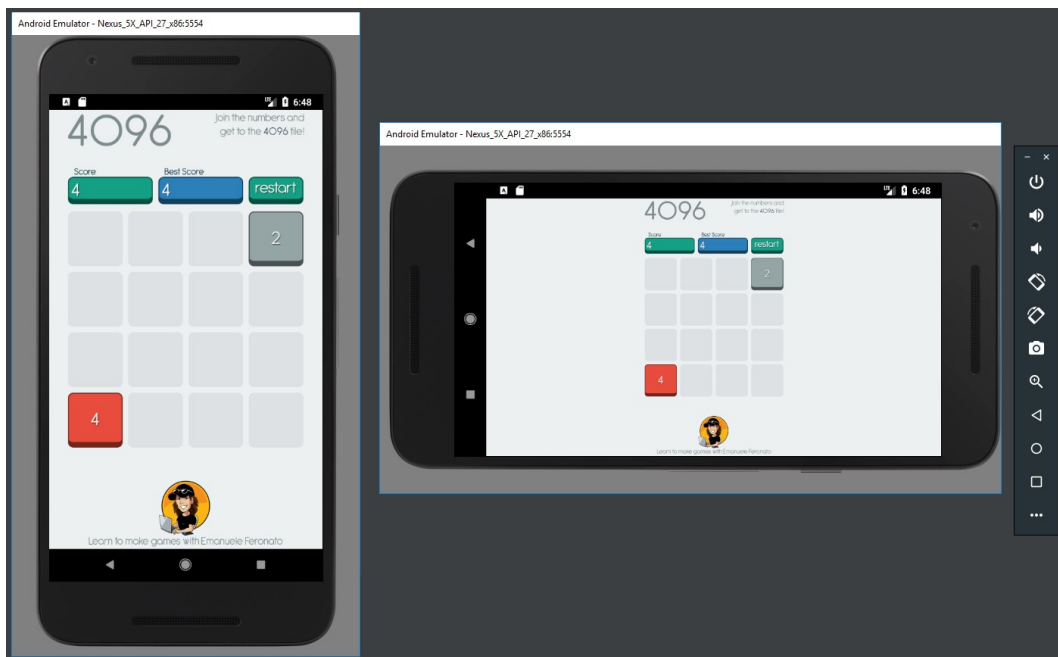 Android Emulator - Nexus_5X_API_27_x86:5554
A LTE 6:48
4096
Join the numbers and
get to the 4096 tile!
Score Best Score
4 4 restart
2
4
Learn to make games with Emanuele Feronato
Android Emulator - Nexus_5X_API_27_x86:5554
A LTE 6:48
4096
Join the numbers and
get to the 4096 tile!
Score Best Score
4 4 restart
2
4
Learn to make games with Emanuele Feronato